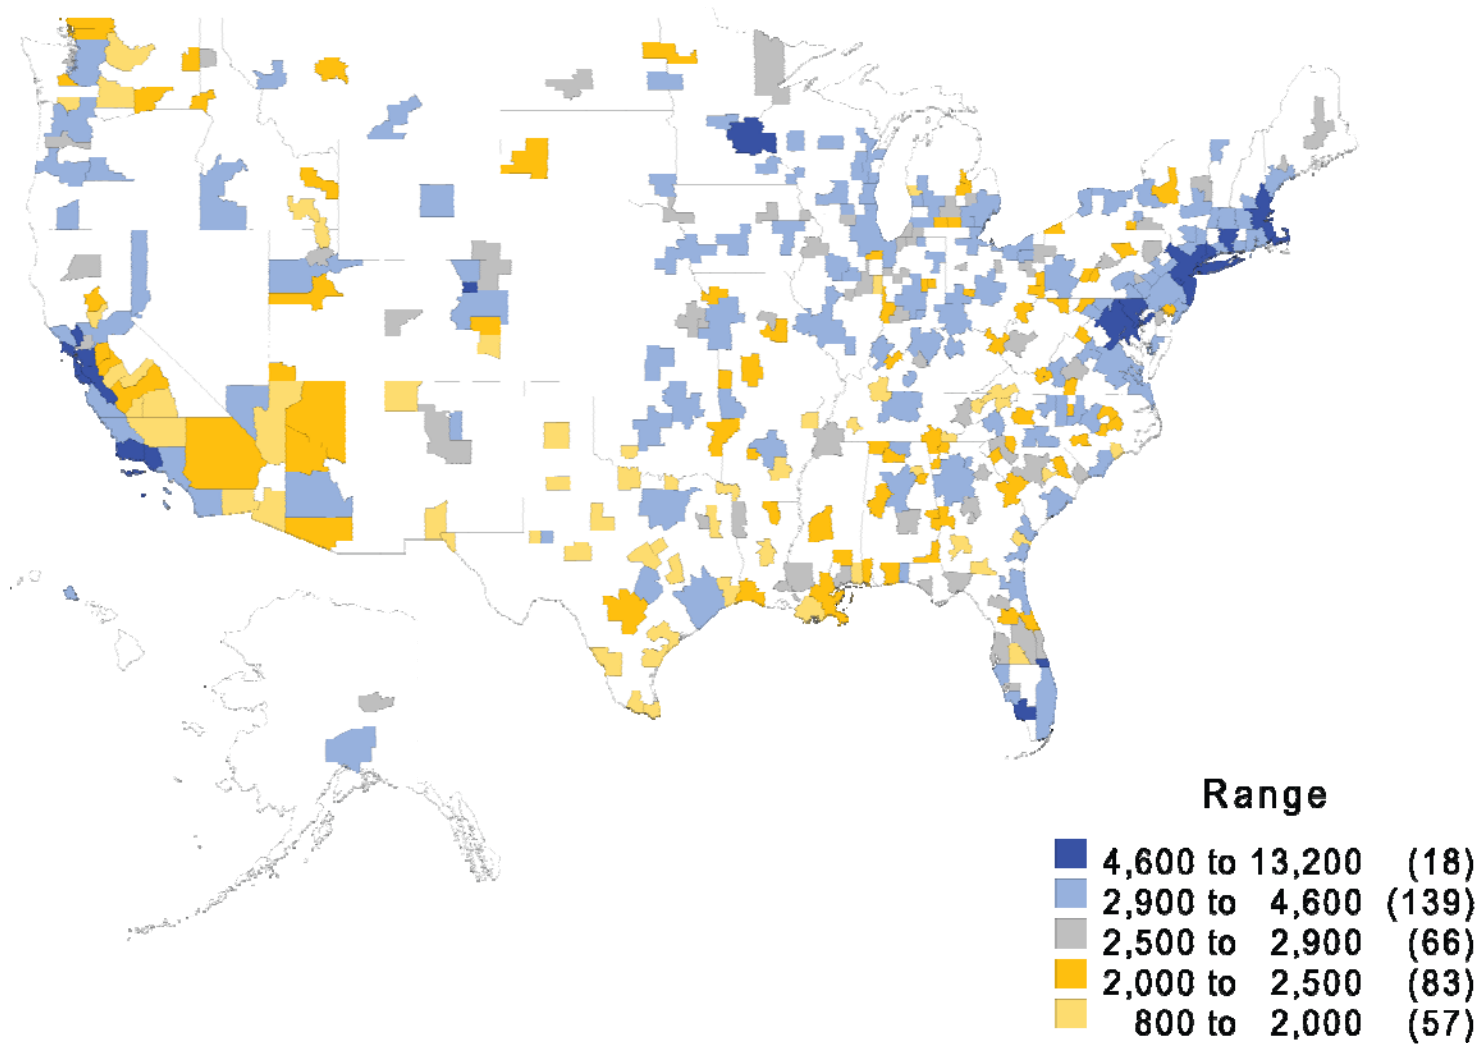 Range
4,600 to 13,200 (18)
2,900 to 4,600 (139)
2,500 to 2,900 (66)
2,000 to 2,500 (83)
800 to 2,000 (57)